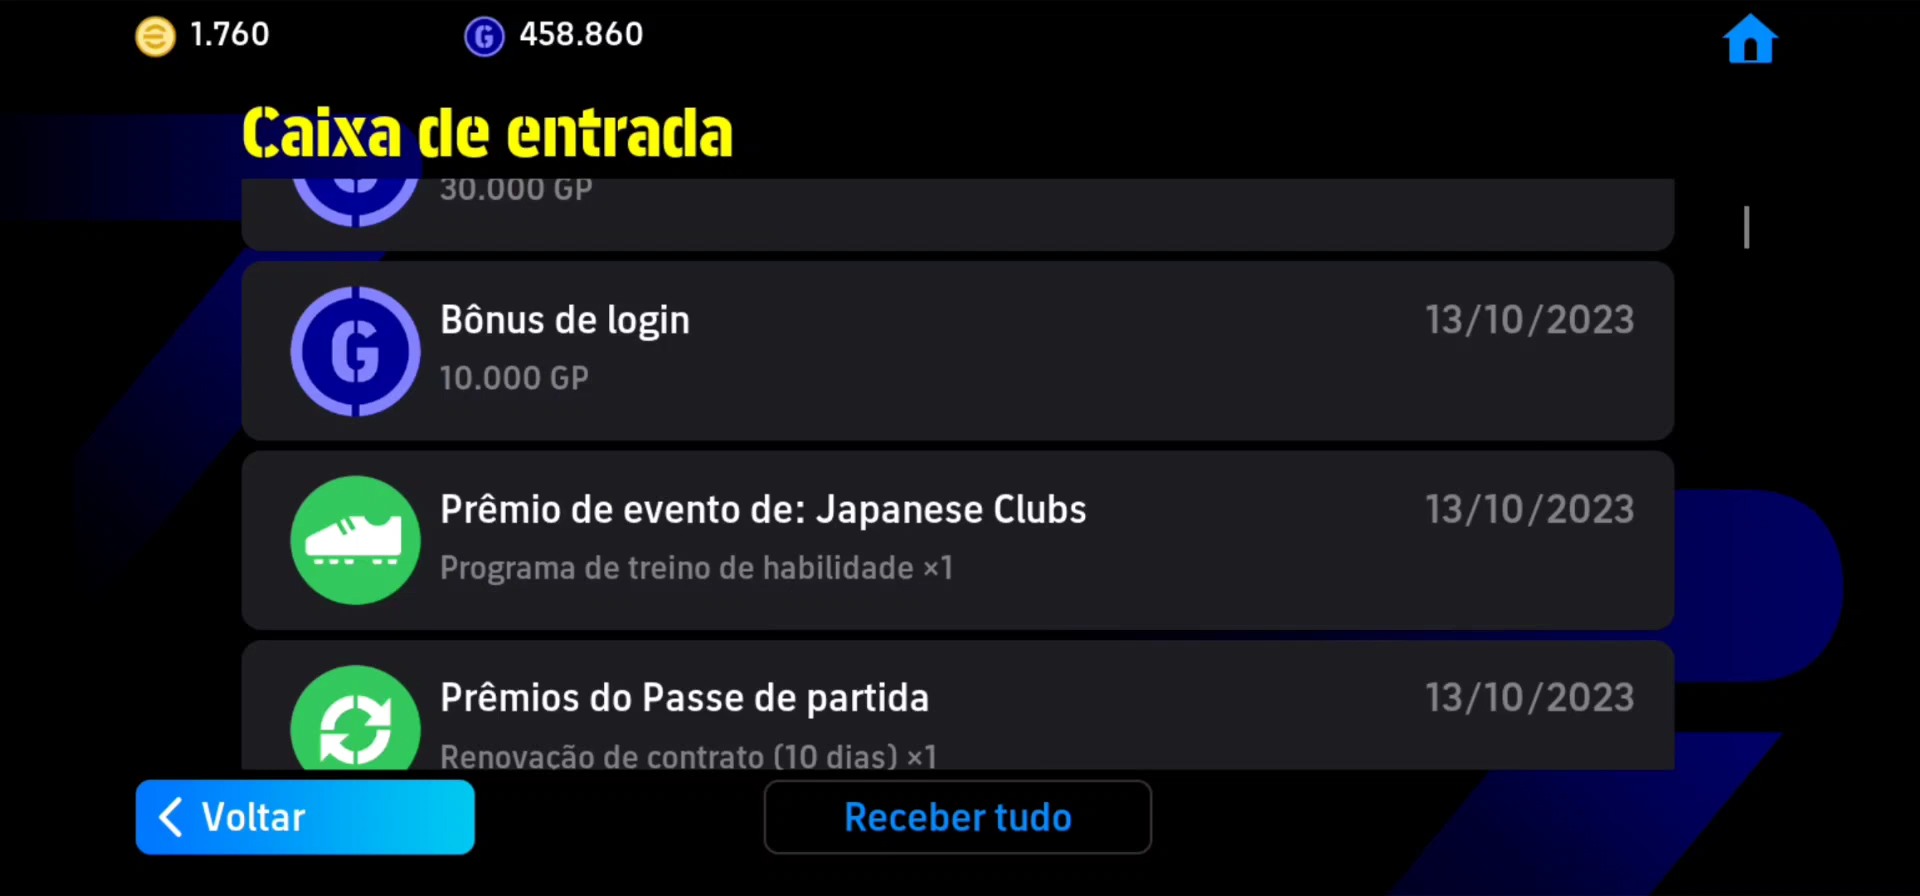 1.760
G 458.860
Caixa de entrada
30.000 GP
Bônus de login
13/10/2023
G
10.000 GP
Prêmio de evento de: Japanese Clubs
13/10/2023
Programa de treino de habilidade ×1
Prêmios do Passe de partida
13/10/2023
Renovação de contrato (10 dias) ×1
Voltar
Receber tudo